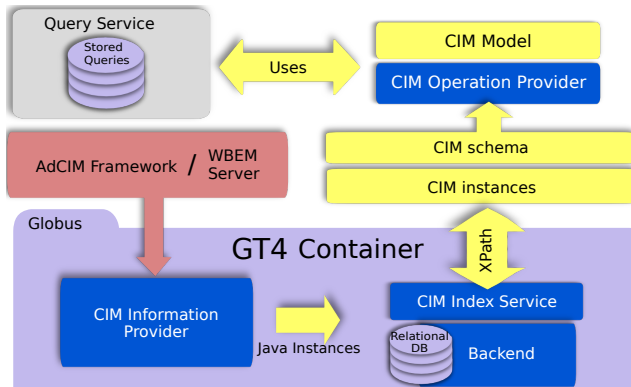 Query Service
Stored
Queries
Uses
CIM Model
CIM Operation Provider
AdCIM Framework / WBEM
Server
CIM schema
CIM instances
Globus
GT4 Container
XPath
CIM Information
Provider
Java Instances
CIM Index Service
Relational
DB
Backend